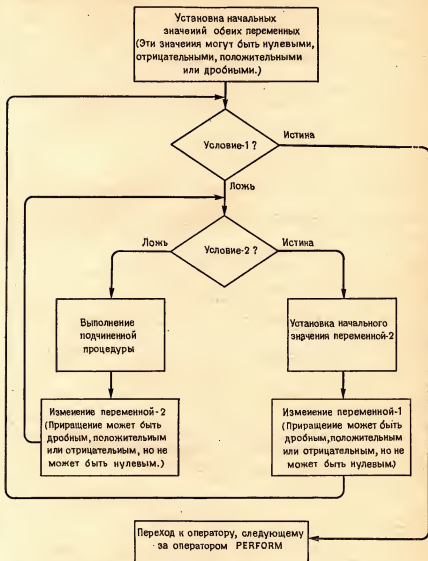 Установка начальных
значений обеих переменных
(Эти значения могут быть нулевыми,
отрицательными, положительными
или дробными.)
Условие-1 ?
Истина
Ложь
Условие-2 ?
Ложь
Истина
Выполнение
подчиненной
процедуры
Установка начального
значения переменной-2
Изменение переменной-2
(Приращение может быть
дробным, положительным
или отрицательным, но не
может быть нулевым.)
Изменение переменной-1
(Приращение может быть
дробным, положительным
или отрицательным, но не
может быть нулевым.)
Переход к оператору, следующему
за оператором PERFORM